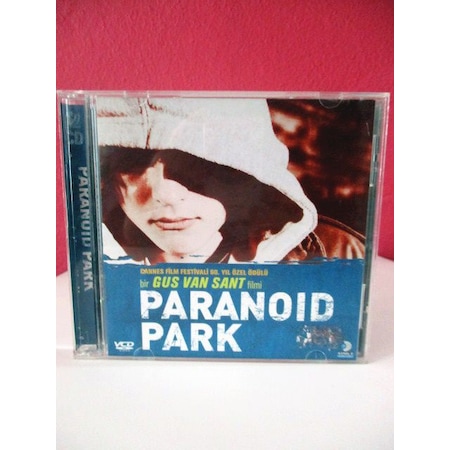 CD
PARANOID PARK
CANNES FİLM FESTİVALİ 60. YIL ÖZEL ÖDÜLÜ
bir GUS VAN SANT filmi
PARANOID
PARK
VCD